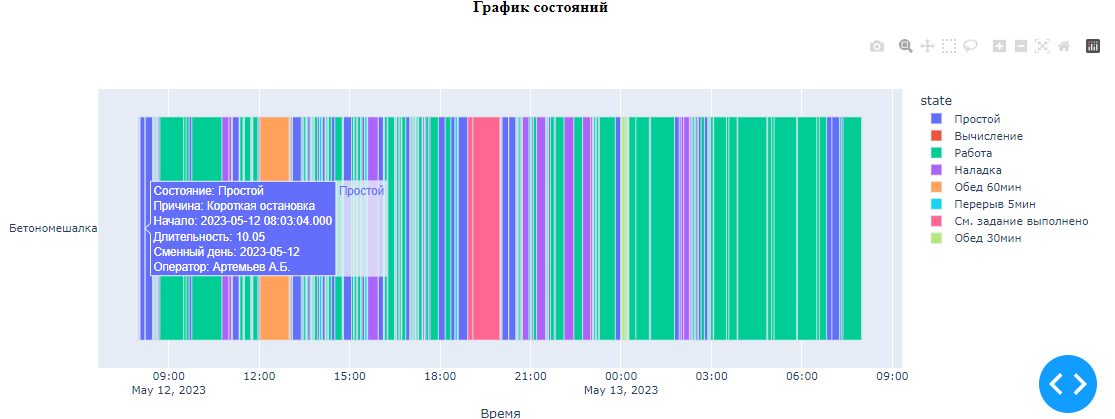 График состояний
state
Простой
Вычисление
Работа
Наладка
Обед 60мин
Перерыв 5мин
См. задание выполнено
Обед 30мин
Бетономешалка
Состояние: Простой
Причина: Короткая остановка
Начало: 2023-05-12 08:03:04.000
Длительность: 10.05
Сменный день: 2023-05-12
Оператор: Артемьев А.Б.
Простой
09:00 12:00 15:00 18:00 21:00 00:00 03:00 06:00 09:00
May 12, 2023 May 13, 2023
Время